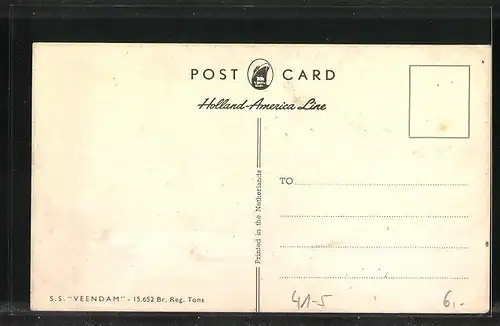 POST CARD
Holland-America Line
Printed in the Netherlands
TO
S.S. "VEENDAM" - 15.652 Br. Reg. Tons
41-5
6,-